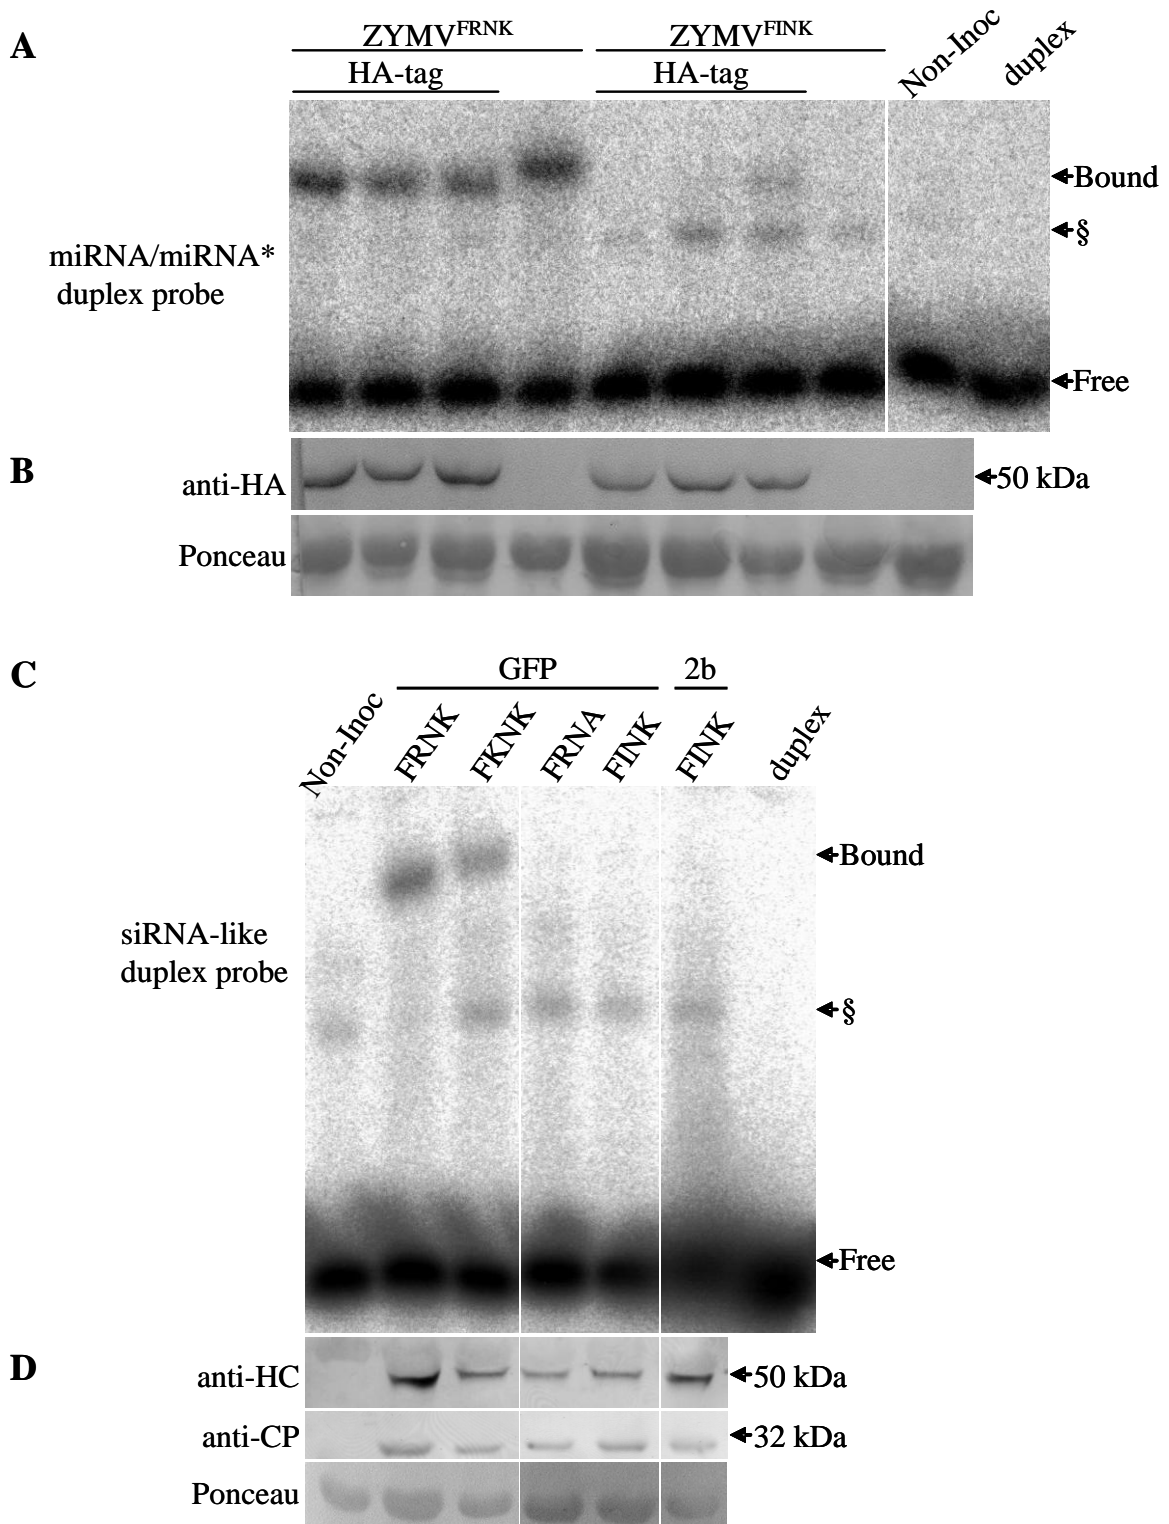 A
ZYMV^FRNK ZYMV^FINK
HA-tag HA-tag
Non-Inoc duplex
Bound
§
miRNA/miRNA*
duplex probe
Free
B
anti-HA 50 kDa
Ponceau
C
GFP 2b
Non-Inoc FRNK FKNK FRNA FINK FINK duplex
Bound
siRNA-like
duplex probe
§
Free
D
anti-HC 50 kDa
anti-CP 32 kDa
Ponceau